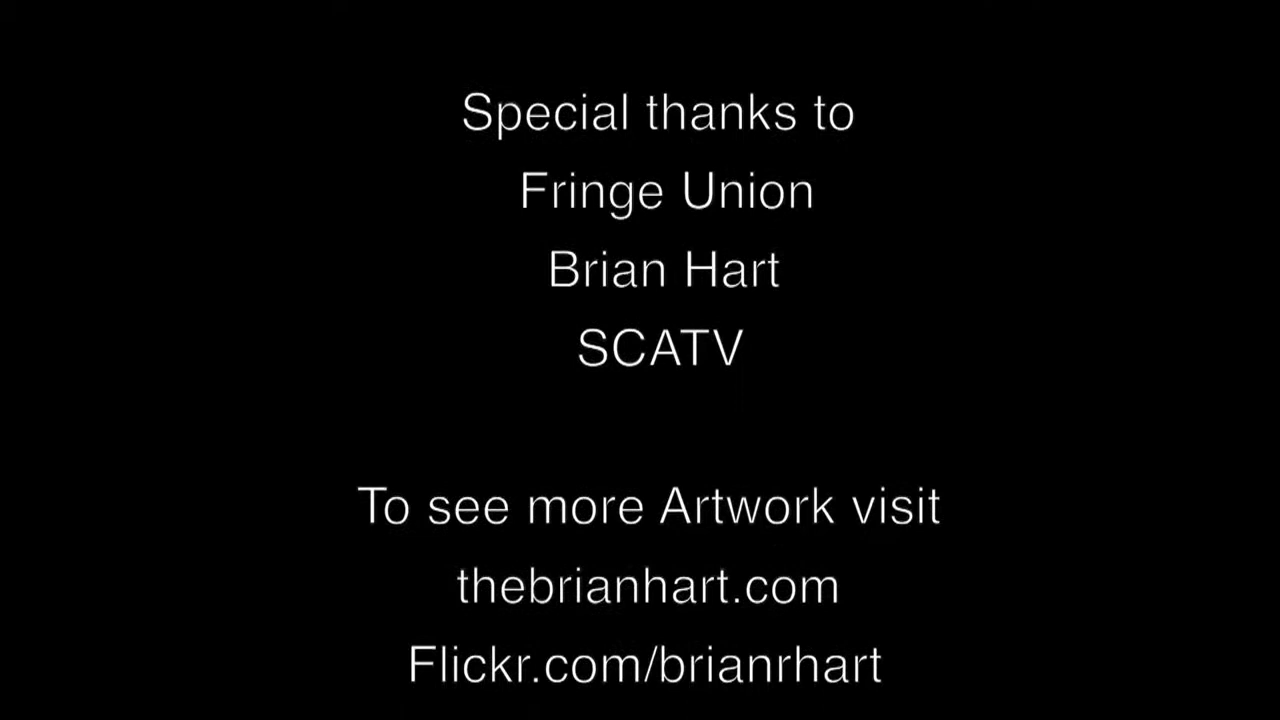 Special thanks to
Fringe Union
Brian Hart
SCATV
To see more Artwork visit
thebrianhart.com
Flickr.com/brianrhart